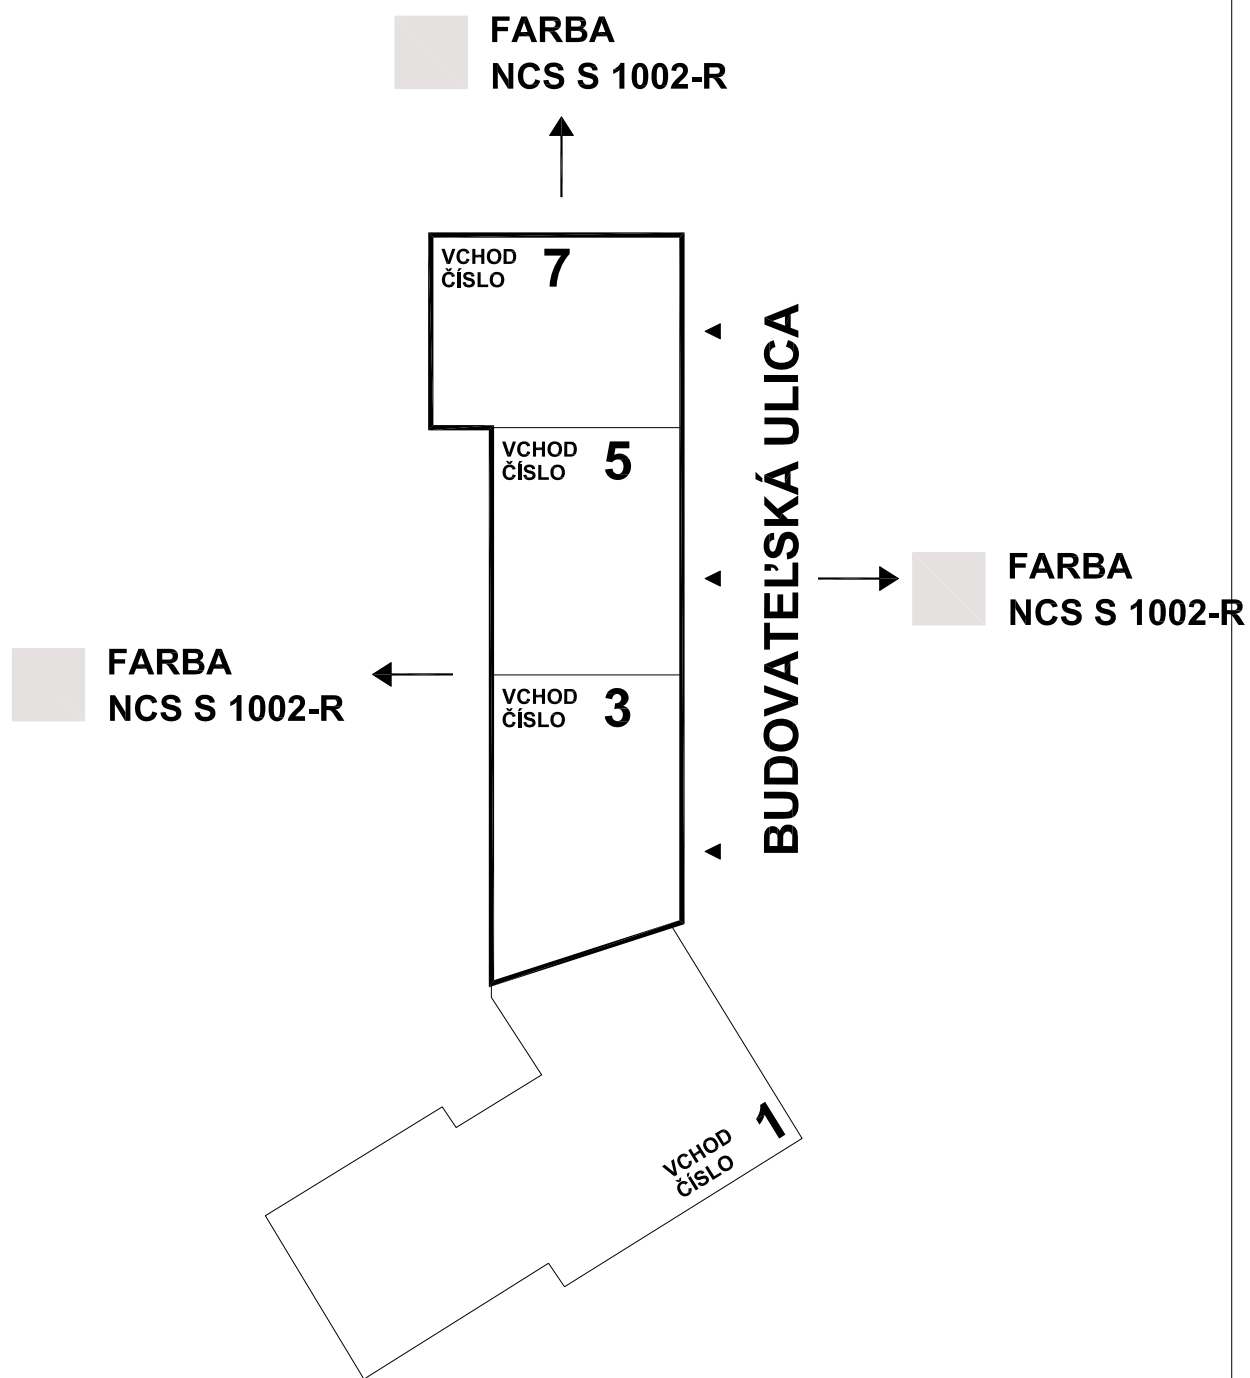 FARBA
NCS S 1002-R
VCHOD
ČÍSLO
7
BUDOVATEĽSKÁ ULICA
VCHOD
ČÍSLO
5
FARBA
NCS S 1002-R
FARBA
NCS S 1002-R
VCHOD
ČÍSLO
3
VCHOD
ČÍSLO
1